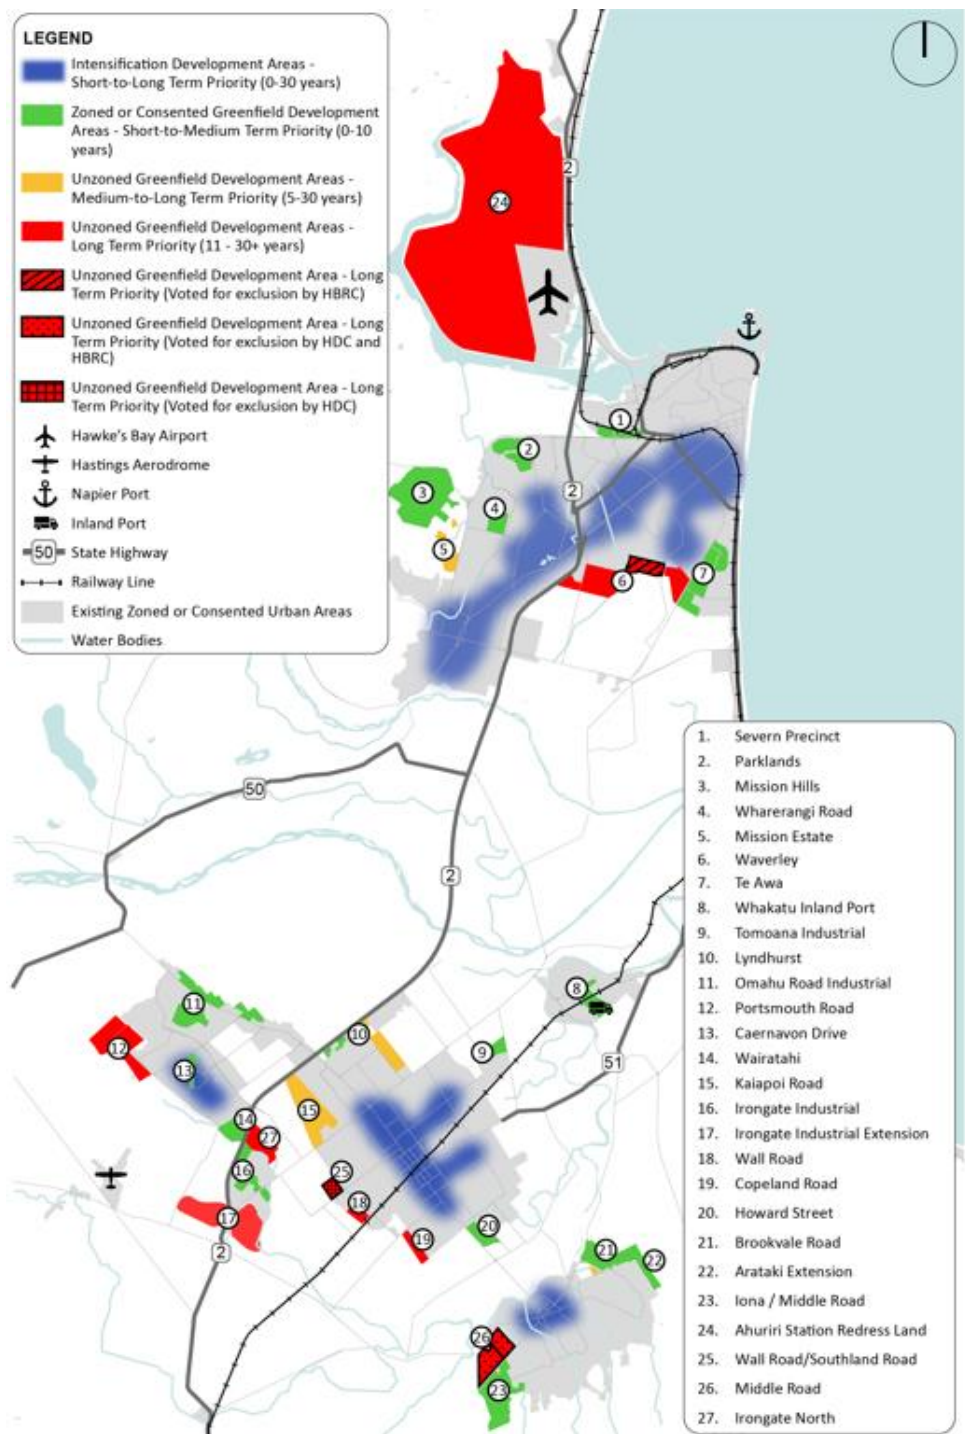 LEGEND
Intensification Development Areas -
Short-to-Long Term Priority (0-30 years)
Zoned or Consented Greenfield Development
Areas - Short-to-Medium Term Priority (0-10
years)
Unzoned Greenfield Development Areas -
Medium-to-Long Term Priority (5-30 years)
Unzoned Greenfield Development Areas -
Long Term Priority (11 - 30+ years)
Unzoned Greenfield Development Area - Long
Term Priority (Voted for exclusion by HBRC)
Unzoned Greenfield Development Area - Long
Term Priority (Voted for exclusion by HDC and
HBRC)
Unzoned Greenfield Development Area - Long
Term Priority (Voted for exclusion by HDC)
Hawke's Bay Airport
Hastings Aerodrome
Napier Port
Inland Port
50 State Highway
Railway Line
Existing Zoned or Consented Urban Areas
Water Bodies
2
24
1
2
3
2
4
5
6
7
50
2
8
11
10
12
9
51
13
15
14
27
25
16
18
17
20
19
2
21
22
26
23
1. Severn Precinct
2. Parklands
3. Mission Hills
4. Wharerangi Road
5. Mission Estate
6. Waverley
7. Te Awa
8. Whakatu Inland Port
9. Tomoana Industrial
10. Lyndhurst
11. Omahu Road Industrial
12. Portsmouth Road
13. Caernavon Drive
14. Wairatahi
15. Kaiapoi Road
16. Irongate Industrial
17. Irongate Industrial Extension
18. Wall Road
19. Copeland Road
20. Howard Street
21. Brookvale Road
22. Arataki Extension
23. Iona / Middle Road
24. Ahuriri Station Redress Land
25. Wall Road/Southland Road
26. Middle Road
27. Irongate North